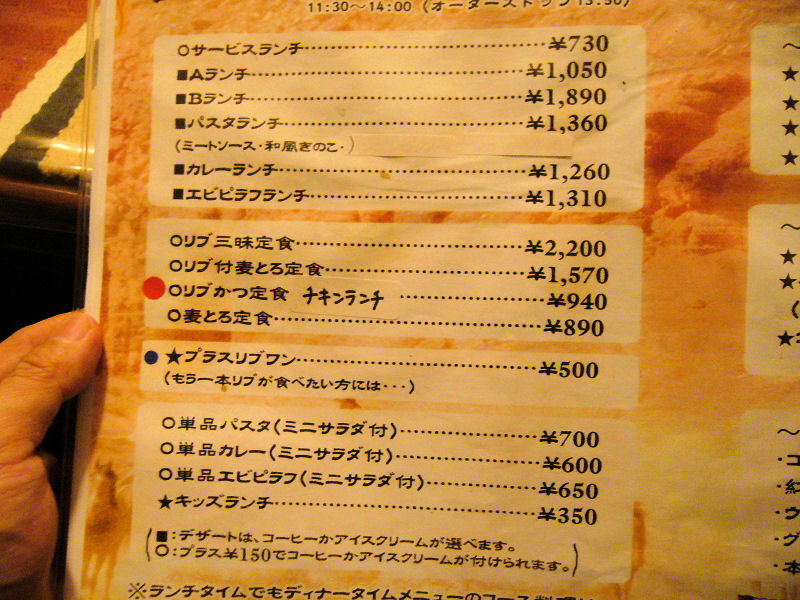 11:30〜14:00 (オーダーストップ13:50)
○サービスランチ¥730
■Aランチ¥1,050
■Bランチ¥1,890
■パスタランチ¥1,360
(ミートソース・和風きのこ・)
■カレーランチ¥1,260
■エビピラフランチ¥1,310
○リブ三昧定食¥2,200
○リブ付麦とろ定食¥1,570
○リブかつ定食 チキンランチ¥940
○麦とろ定食¥890
★プラスリブワン¥500
(もう一本リブが食べたい方には・・・)
○単品パスタ(ミニサラダ付)¥700
○単品カレー(ミニサラダ付)¥600
○単品エビピラフ(ミニサラダ付)¥650
★キッズランチ¥350
■:デザートは、コーヒーかアイスクリームが選べます。
○:プラス¥150でコーヒーかアイスクリームが付けられます。
※ランチタイムでもディナータイムメニューのコース料理は